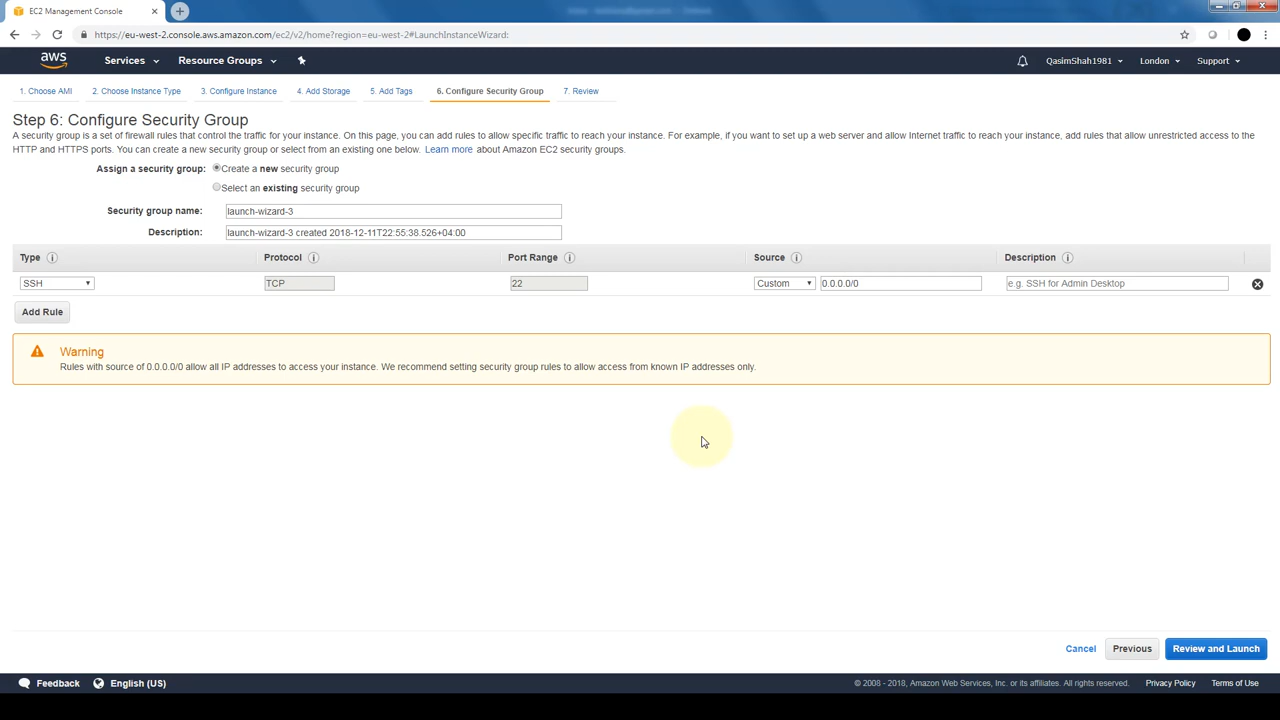 EC2 Management Console
https://eu-west-2.console.aws.amazon.com/ec2/v2/home?region=eu-west-2#LaunchInstanceWizard:
aws Services Resource Groups QasimShah1981 London Support
1. Choose AMI 2. Choose Instance Type 3. Configure Instance 4. Add Storage 5. Add Tags 6. Configure Security Group 7. Review
Step 6: Configure Security Group
A security group is a set of firewall rules that control the traffic for your instance. On this page, you can add rules to allow specific traffic to reach your instance. For example, if you want to set up a web server and allow Internet traffic to reach your instance, add rules that allow unrestricted access to the
HTTP and HTTPS ports. You can create a new security group or select from an existing one below. Learn more about Amazon EC2 security groups.
Assign a security group: Create a new security group
Select an existing security group
Security group name: launch-wizard-3
Description: launch-wizard-3 created 2018-12-11T22:55:38.526+04:00
Type Protocol Port Range Source Description
SSH TCP 22 Custom 0.0.0.0/0 e.g. SSH for Admin Desktop
Add Rule
Warning
Rules with source of 0.0.0.0/0 allow all IP addresses to access your instance. We recommend setting security group rules to allow access from known IP addresses only.
Cancel Previous Review and Launch
Feedback English (US) © 2008 - 2018, Amazon Web Services, Inc. or its affiliates. All rights reserved. Privacy Policy Terms of Use